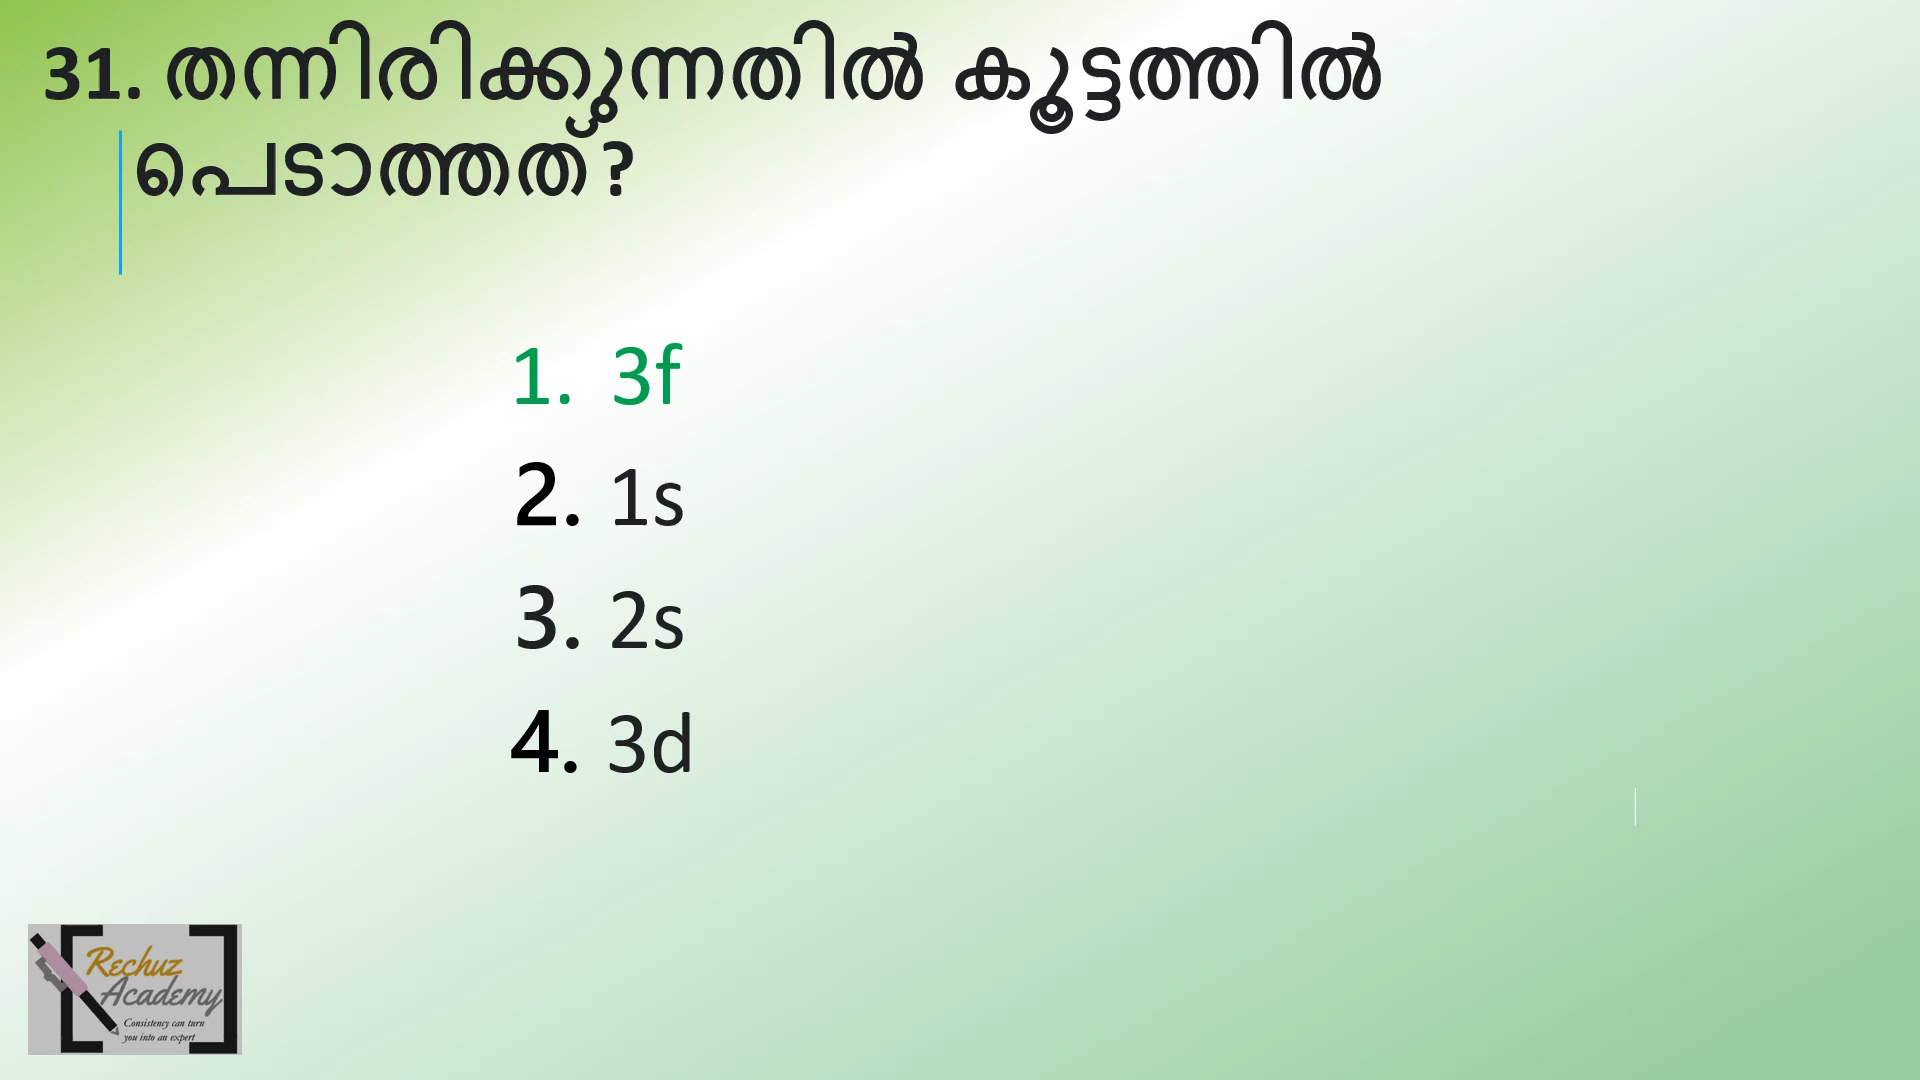 31. തന്നിരിക്കുന്നതിൽ കൂട്ടത്തിൽ
പെടാത്തത്?
1. 3f
2. 1s
3. 2s
4. 3d
Rechuz
Academy
Consistency can turn
you into an expert